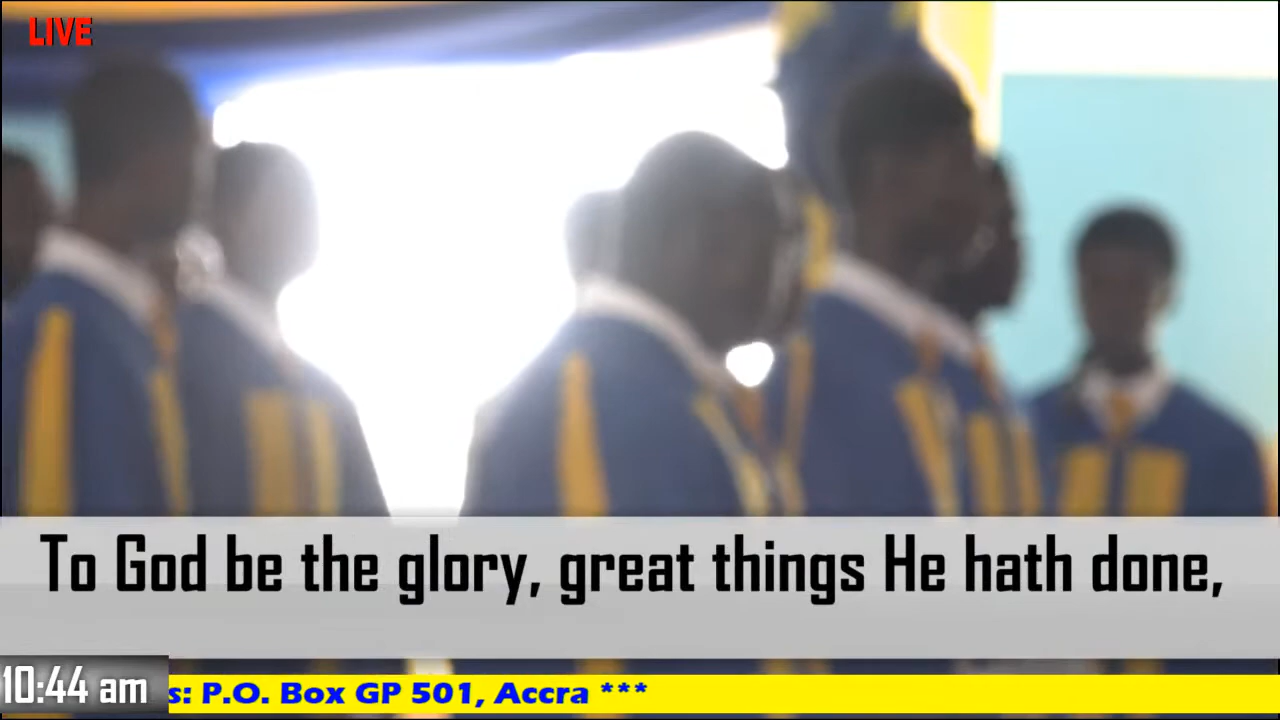 LIVE
To God be the glory, great things He hath done,
10:44 am
s: P.O. Box GP 501, Accra ***